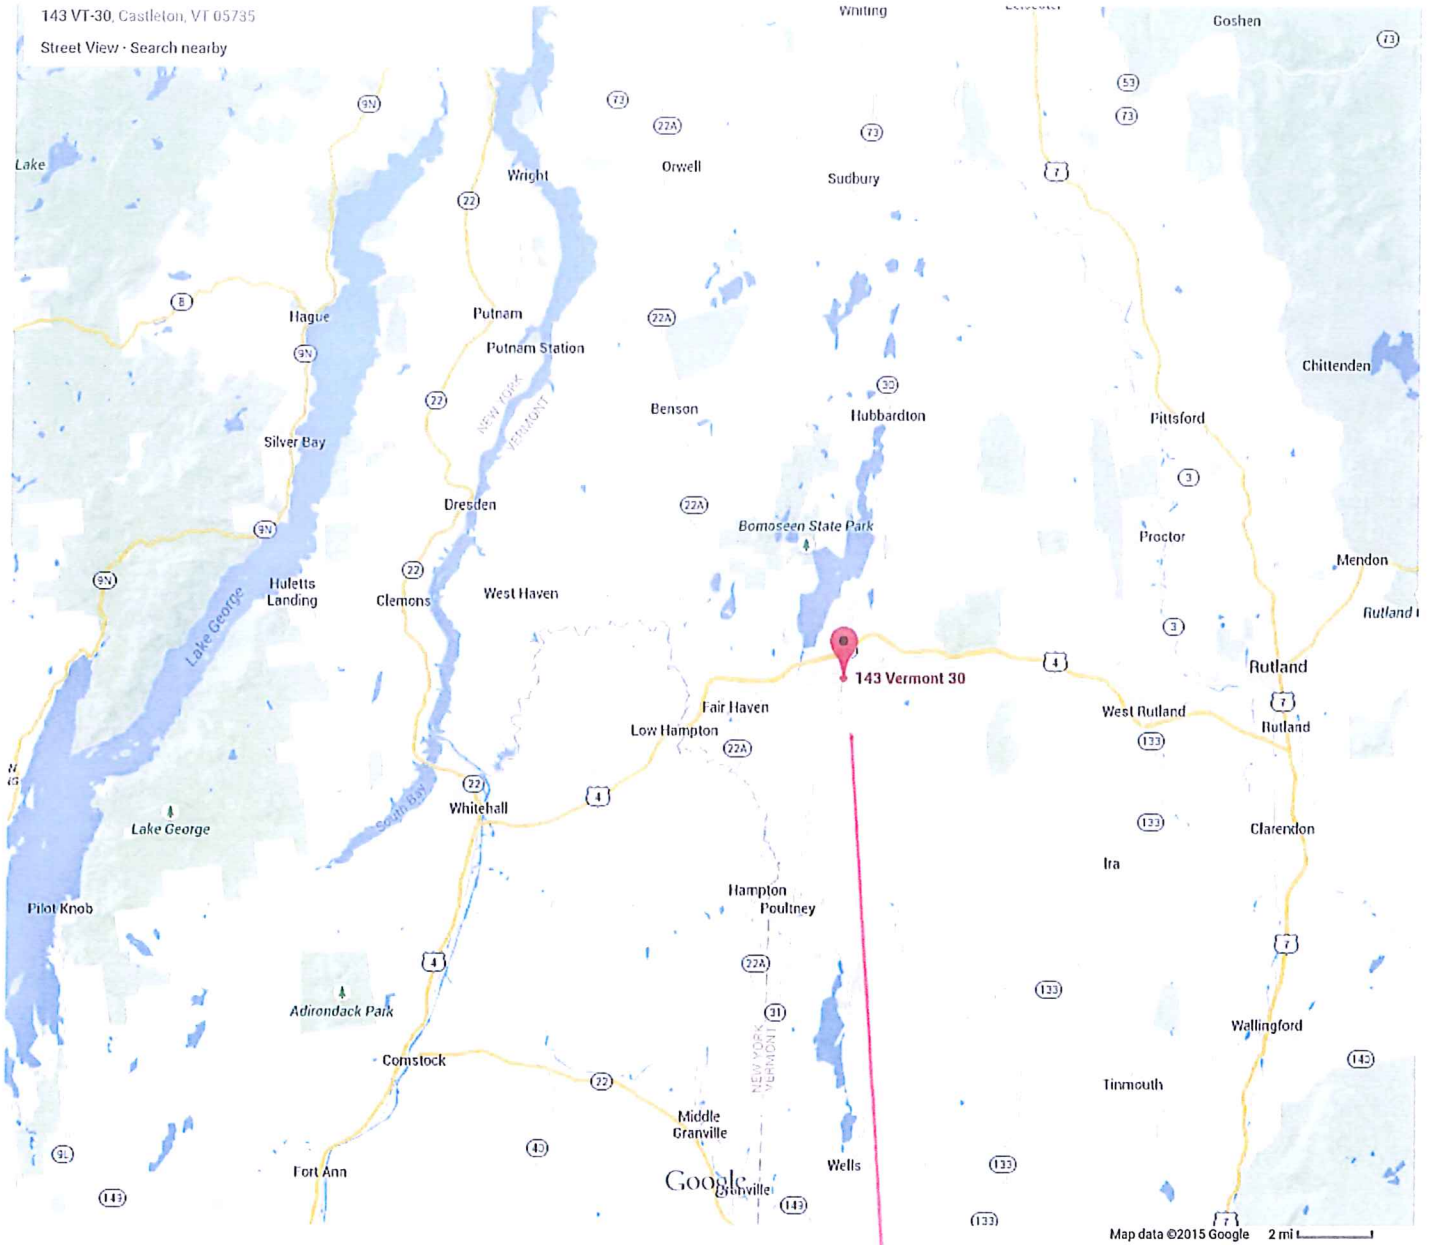 143 VT-30, Castleton, VT 05735
Street View · Search nearby
Whiting
Goshen
73
9N
73
53
22A
73
73
Lake
Orwell
Sudbury
7
Wright
22
8
Hague
Putnam
22A
9N
Putnam Station
Chittenden
NEW YORK
VERMONT
22
30
Benson
Hubbardton
Pittsford
Silver Bay
3
Dresden
22A
Bomoseen State Park
9N
Proctor
Mendon
9N
22
Huletts
Landing
Clemons
West Haven
Rutland
Lake George
3
4
Rutland
143 Vermont 30
7
Fair Haven
West Rutland
Low Hampton
Rutland
22A
133
22
4
South Bay
Whitehall
Lake George
133
Clarendon
Ira
Hampton
Poultney
Pilot Knob
7
4
22A
133
Adirondack Park
31
Wallingford
NEW YORK
VERMONT
Comstock
140
22
Tinmouth
Middle
Granville
9L
40
Fort Ann
Wells
133
Google
Granville
149
149
133
7
Map data ©2015 Google 2 mi